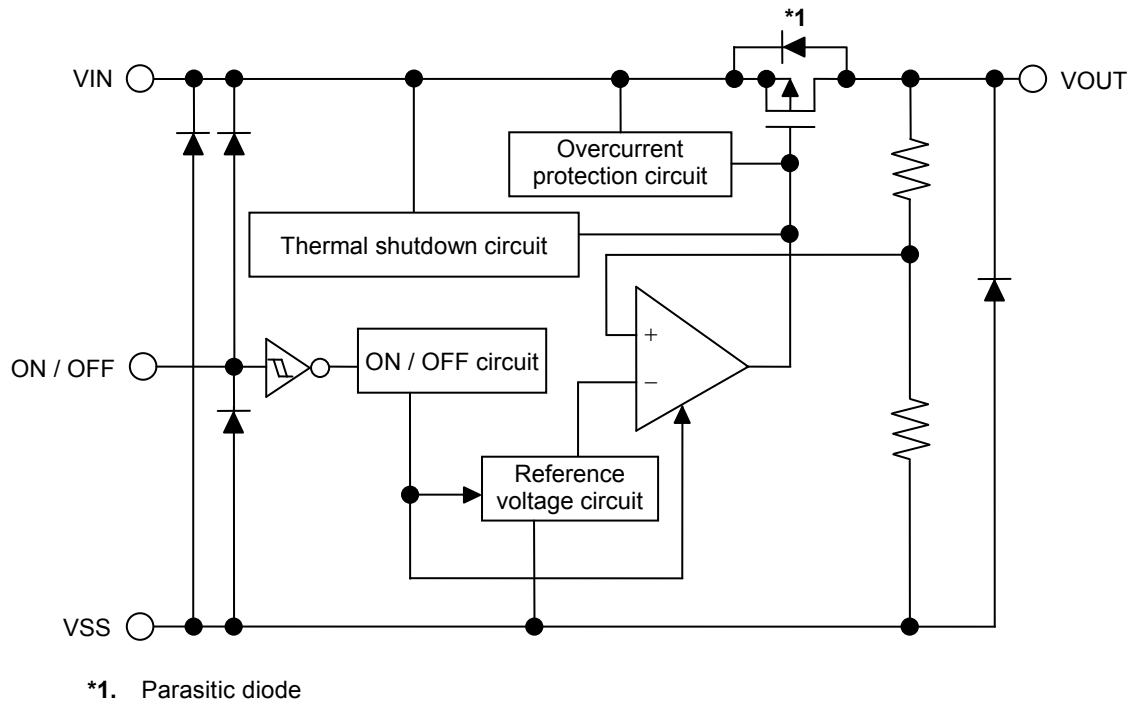 *1
VIN
VOUT
Overcurrent
protection circuit
Thermal shutdown circuit
+
−
ON / OFF
ON / OFF circuit
Reference
voltage circuit
VSS
*1. Parasitic diode